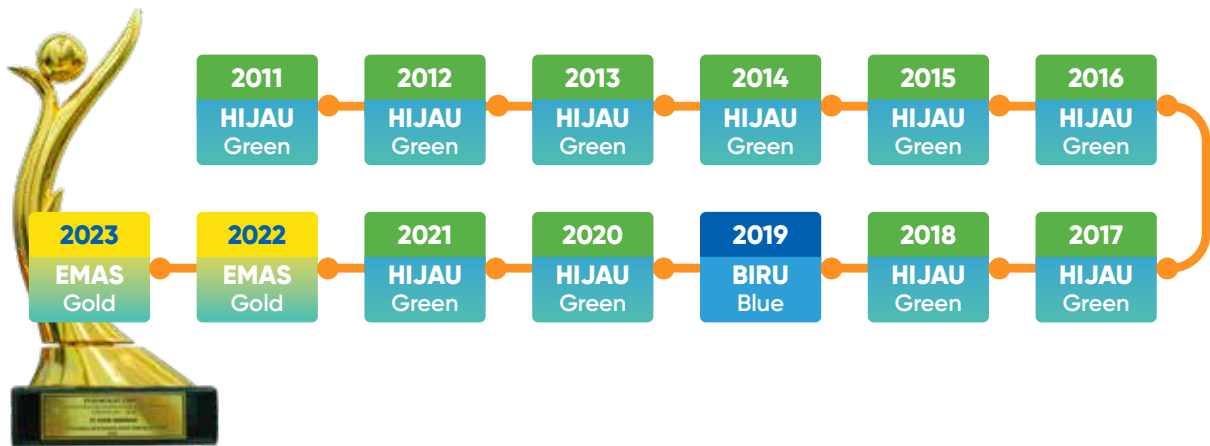 2011
HIJAU
Green
2012
HIJAU
Green
2013
HIJAU
Green
2014
HIJAU
Green
2015
HIJAU
Green
2016
HIJAU
Green
2017
HIJAU
Green
2018
HIJAU
Green
2019
BIRU
Blue
2020
HIJAU
Green
2021
HIJAU
Green
2022
EMAS
Gold
2023
EMAS
Gold